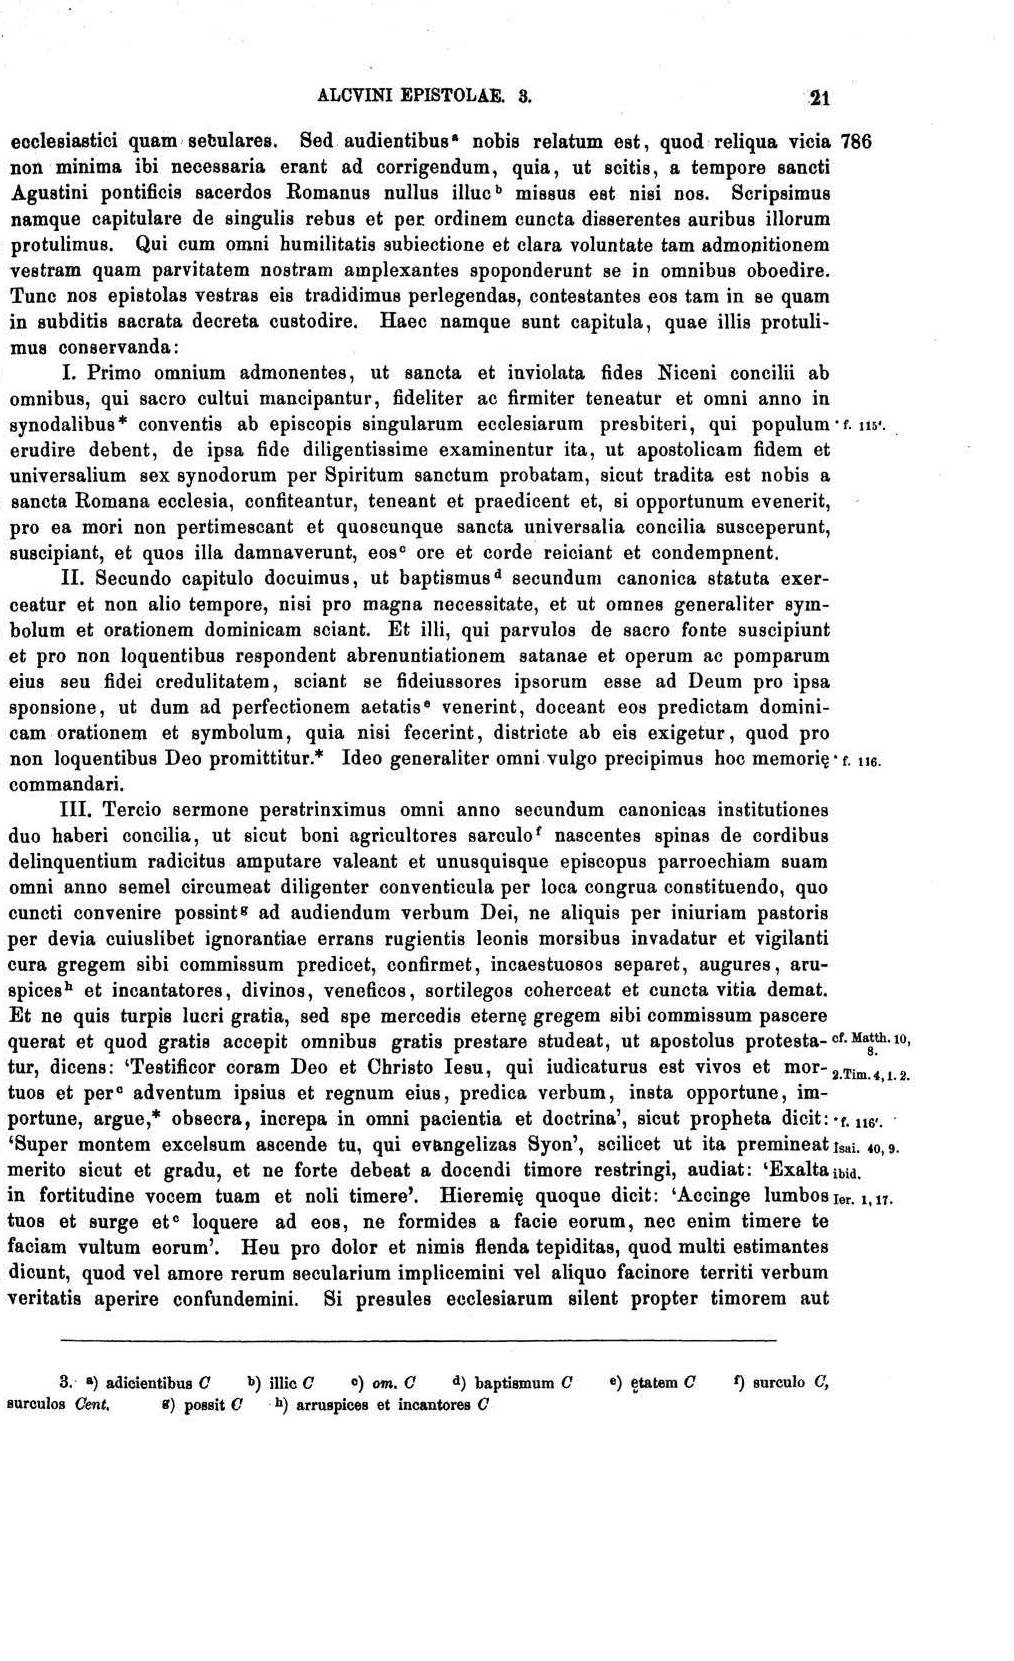 ALCVINI EPISTOLAE. 3. 21
ecclesiastici quam seculares. Sed audientibusᵃ nobis relatum est, quod reliqua vicia 786
non minima ibi necessaria erant ad corrigendum, quia, ut scitis, a tempore sancti
Agustini pontificis sacerdos Romanus nullus illucᵇ missus est nisi nos. Scripsimus
namque capitulare de singulis rebus et per ordinem cuncta disserentes auribus illorum
protulimus. Qui cum omni humilitatis subiectione et clara voluntate tam admonitionem
vestram quam parvitatem nostram amplexantes spoponderunt se in omnibus oboedire.
Tunc nos epistolas vestras eis tradidimus perlegendas, contestantes eos tam in se quam
in subditis sacrata decreta custodire. Haec namque sunt capitula, quae illis protuli-
mus conservanda:
I. Primo omnium admonentes, ut sancta et inviolata fides Niceni concilii ab
omnibus, qui sacro cultui mancipantur, fideliter ac firmiter teneatur et omni anno in
synodalibus* conventis ab episcopis singularum ecclesiarum presbiteri, qui populum *f. 115'.
erudire debent, de ipsa fide diligentissime examinentur ita, ut apostolicam fidem et
universalium sex synodorum per Spiritum sanctum probatam, sicut tradita est nobis a
sancta Romana ecclesia, confiteantur, teneant et praedicent et, si opportunum evenerit,
pro ea mori non pertimescant et quoscunque sancta universalia concilia susceperunt,
suscipiant, et quos illa damnaverunt, eosᶜ ore et corde reiciant et condempnent.
II. Secundo capitulo docuimus, ut baptismusᵈ secundum canonica statuta exer-
ceatur et non alio tempore, nisi pro magna necessitate, et ut omnes generaliter sym-
bolum et orationem dominicam sciant. Et illi, qui parvulos de sacro fonte suscipiunt
et pro non loquentibus respondent abrenuntiationem satanae et operum ac pomparum
eius seu fidei credulitatem, sciant se fideiussores ipsorum esse ad Deum pro ipsa
sponsione, ut dum ad perfectionem aetatisᵉ venerint, doceant eos predictam domini-
cam orationem et symbolum, quia nisi fecerint, districte ab eis exigetur, quod pro
non loquentibus Deo promittitur.* Ideo generaliter omni vulgo precipimus hoc memorię *f. 116.
commandari.
III. Tercio sermone perstrinximus omni anno secundum canonicas institutiones
duo haberi concilia, ut sicut boni agricultores sarculoᶠ nascentes spinas de cordibus
delinquentium radicitus amputare valeant et unusquisque episcopus parroechiam suam
omni anno semel circumeat diligenter conventicula per loca congrua constituendo, quo
cuncti convenire possintᵍ ad audiendum verbum Dei, ne aliquis per iniuriam pastoris
per devia cuiuslibet ignorantiae errans rugientis leonis morsibus invadatur et vigilanti
cura gregem sibi commissum predicet, confirmet, incaestuosos separet, augures, aru-
spicesʰ et incantatores, divinos, veneficos, sortilegos coherceat et cuncta vitia demat.
Et ne quis turpis lucri gratia, sed spe mercedis eternę gregem sibi commissum pascere
querat et quod gratis accepit omnibus gratis prestare studeat, ut apostolus protesta- cf. Matth. 10, 8.
tur, dicens: ‘Testificor coram Deo et Christo Iesu, qui iudicaturus est vivos et mor- 2. Tim. 4, 1. 2.
tuos et perᶜ adventum ipsius et regnum eius, predica verbum, insta opportune, im-
portune, argue,* obsecra, increpa in omni pacientia et doctrina’, sicut propheta dicit: *f. 116'.
‘Super montem excelsum ascende tu, qui evangelizas Syon’, scilicet ut ita premineat Isai. 40, 9.
merito sicut et gradu, et ne forte debeat a docendi timore restringi, audiat: ‘Exalta ibid.
in fortitudine vocem tuam et noli timere’. Hieremię quoque dicit: ‘Accinge lumbos Ier. 1, 17.
tuos et surge etᶜ loquere ad eos, ne formides a facie eorum, nec enim timere te
faciam vultum eorum’. Heu pro dolor et nimis flenda tepiditas, quod multi estimantes
dicunt, quod vel amore rerum secularium implicemini vel aliquo facinore territi verbum
veritatis aperire confundemini. Si presules ecclesiarum silent propter timorem aut
3. ᵃ) adicientibus C ᵇ) illic C ᶜ) om. C ᵈ) baptismum C ᵉ) ętatem C ᶠ) surculo C,
surculos Cent. ᵍ) possit C ʰ) arruspices et incantores C